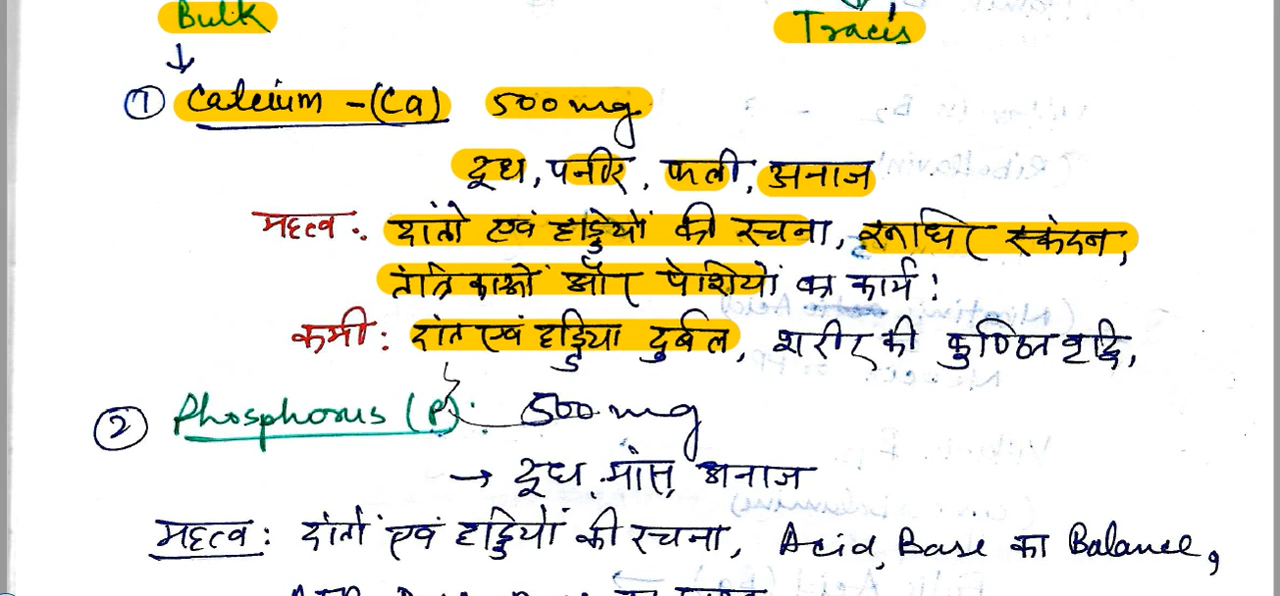 Bulk
Tracis
① Calcium - (Ca) 500 mg
दूध, पनीर, फली, अनाज
महत्व: दांतो एवं हड्डियों की रचना, रूधिर स्कंदन,
तंत्रिकाओं और पेशियों का कार्य!
कमी: दांत एवं हड्डिया दुर्बल, शरीर की कुण्ठित वृद्धि,
② Phosphorus (P): 500 mg
→ दूध, मांस, अनाज
महत्व: दांतों एवं हड्डियों की रचना, Acid, Base का Balance,